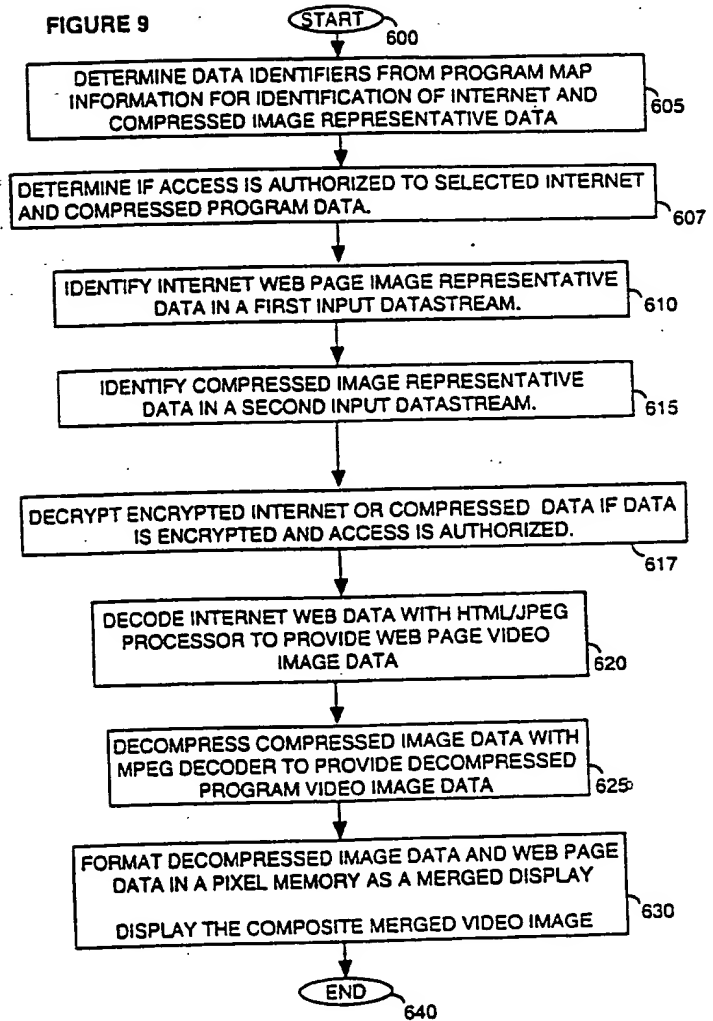 FIGURE 9
START
600
DETERMINE DATA IDENTIFIERS FROM PROGRAM MAP
INFORMATION FOR IDENTIFICATION OF INTERNET AND
COMPRESSED IMAGE REPRESENTATIVE DATA
605
DETERMINE IF ACCESS IS AUTHORIZED TO SELECTED INTERNET
AND COMPRESSED PROGRAM DATA.
607
IDENTIFY INTERNET WEB PAGE IMAGE REPRESENTATIVE
DATA IN A FIRST INPUT DATASTREAM.
610
IDENTIFY COMPRESSED IMAGE REPRESENTATIVE
DATA IN A SECOND INPUT DATASTREAM.
615
DECRYPT ENCRYPTED INTERNET OR COMPRESSED DATA IF DATA
IS ENCRYPTED AND ACCESS IS AUTHORIZED.
617
DECODE INTERNET WEB DATA WITH HTML/JPEG
PROCESSOR TO PROVIDE WEB PAGE VIDEO
IMAGE DATA
620
DECOMPRESS COMPRESSED IMAGE DATA WITH
MPEG DECODER TO PROVIDE DECOMPRESSED
PROGRAM VIDEO IMAGE DATA
625
FORMAT DECOMPRESSED IMAGE DATA AND WEB PAGE
DATA IN A PIXEL MEMORY AS A MERGED DISPLAY
DISPLAY THE COMPOSITE MERGED VIDEO IMAGE
630
END
640